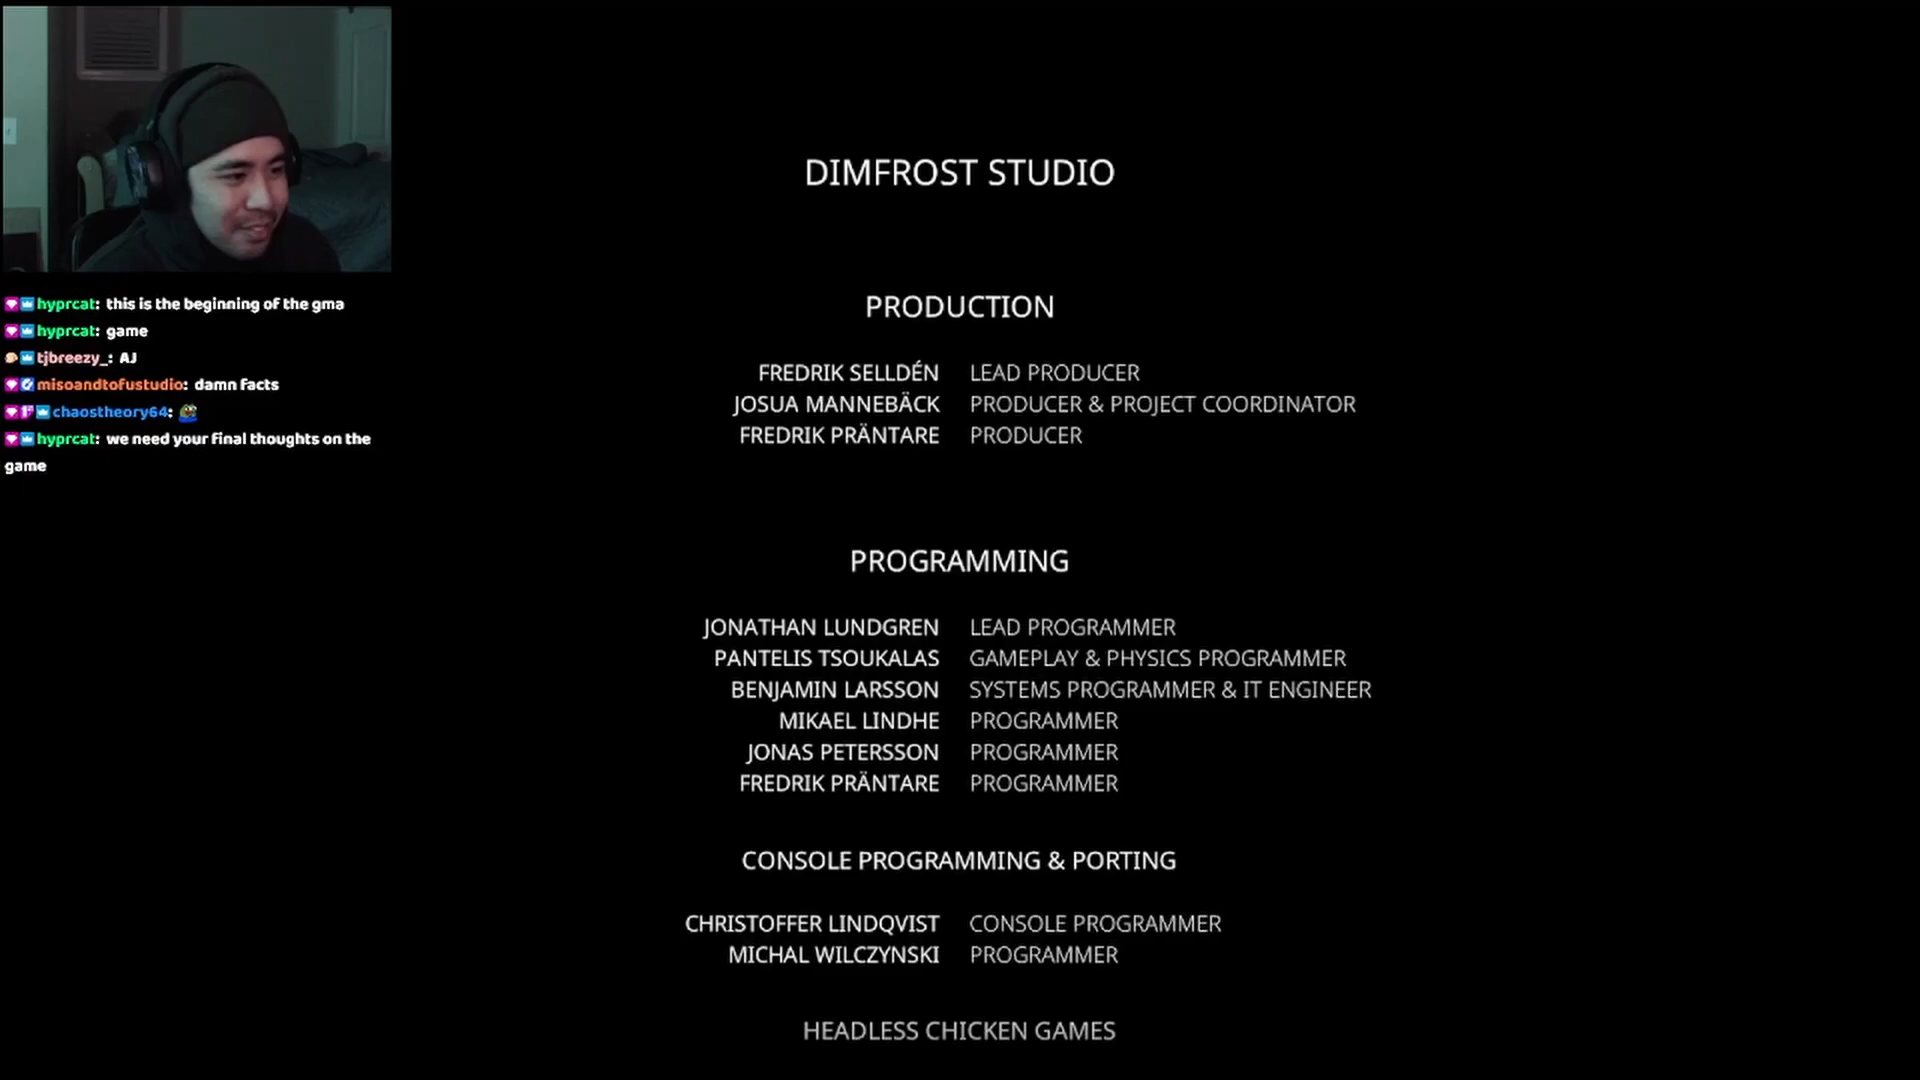 hyprcat: this is the beginning of the gma
hyprcat: game
tjbreezy_: AJ
misoandtofustudio: damn facts
chaostheory64:
hyprcat: we need your final thoughts on the
game
DIMFROST STUDIO
PRODUCTION
FREDRIK SELLDÉN LEAD PRODUCER
JOSUA MANNEBÄCK PRODUCER & PROJECT COORDINATOR
FREDRIK PRÄNTARE PRODUCER
PROGRAMMING
JONATHAN LUNDGREN LEAD PROGRAMMER
PANTELIS TSOUKALAS GAMEPLAY & PHYSICS PROGRAMMER
BENJAMIN LARSSON SYSTEMS PROGRAMMER & IT ENGINEER
MIKAEL LINDHE PROGRAMMER
JONAS PETERSSON PROGRAMMER
FREDRIK PRÄNTARE PROGRAMMER
CONSOLE PROGRAMMING & PORTING
CHRISTOFFER LINDQVIST CONSOLE PROGRAMMER
MICHAL WILCZYNSKI PROGRAMMER
HEADLESS CHICKEN GAMES